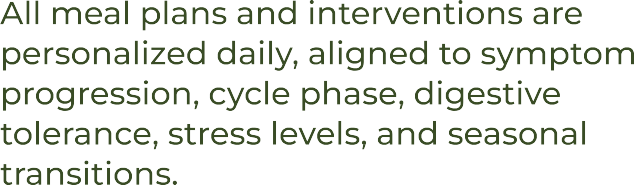 All meal plans and interventions are
personalized daily, aligned to symptom
progression, cycle phase, digestive
tolerance, stress levels, and seasonal
transitions.